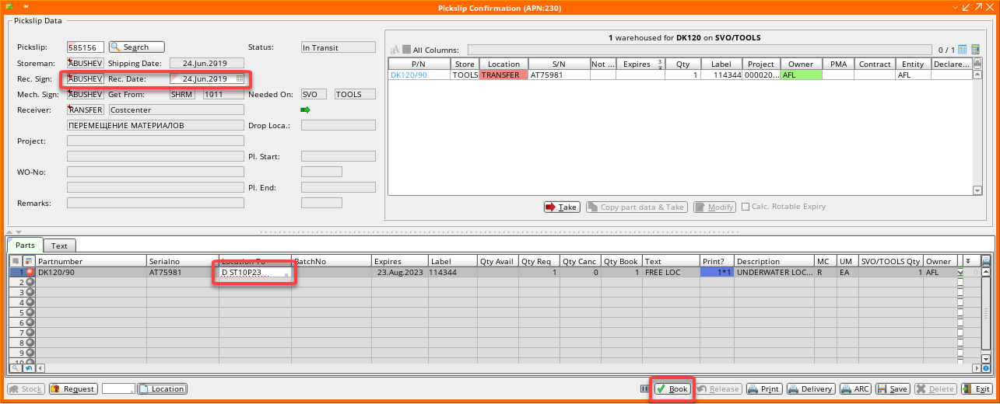 Pickslip Confirmation (APN:230)
Pickslip Data
Pickslip: 585156 Search Status: In Transit
Storeman: ABUSHEV Shipping Date: 24.Jun.2019
Rec. Sign: ABUSHEV Rec. Date: 24.Jun.2019
Mech. Sign: ABUSHEV Get From: SHRM 1011 Needed On: SVO TOOLS
Receiver: RANSFER Costcenter
ПЕРЕМЕЩЕНИЕ МАТЕРИАЛОВ Drop Loca.:
Project:
Pl. Start:
WO-No:
Pl. End:
Remarks:
1 warehoused for DK120 on SVO/TOOLS
All Columns: 0 / 1
P/N Store Location S/N Not ... Expires 3 Qty Label Project Owner PMA Contract Entity Declare...
DK120/90 TOOLS TRANSFER AT75981 1 114344 000020... AFL AFL
Take Copy part data & Take Modify Calc. Rotable Expiry
Parts Text
Partnumber Serialno Location To BatchNo Expires Label Qty Avail Qty Req Qty Canc Qty Book Text Print? Description MC UM SVO/TOOLS Qty Owner
1 DK120/90 AT75981 D ST10P23 23.Aug.2023 114344 1 0 1 FREE LOC 1*1 UNDERWATER LOC... R EA 1 AFL 0
2
3
4
5
6
7
8
9
10
Stock Request Location Book Release Print Delivery ARC Save Delete Exit